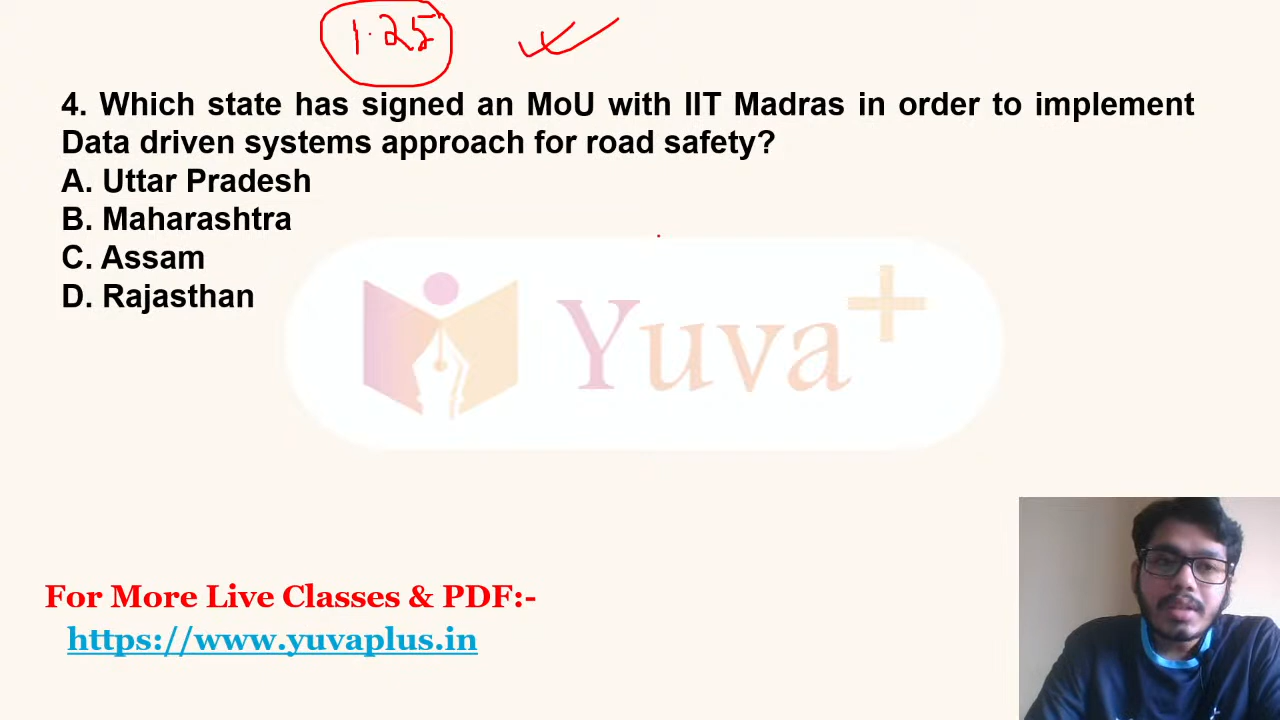 1.25
4. Which state has signed an MoU with IIT Madras in order to implement
Data driven systems approach for road safety?
A. Uttar Pradesh
B. Maharashtra
C. Assam
D. Rajasthan
Yuva+
For More Live Classes & PDF:-
https://www.yuvaplus.in